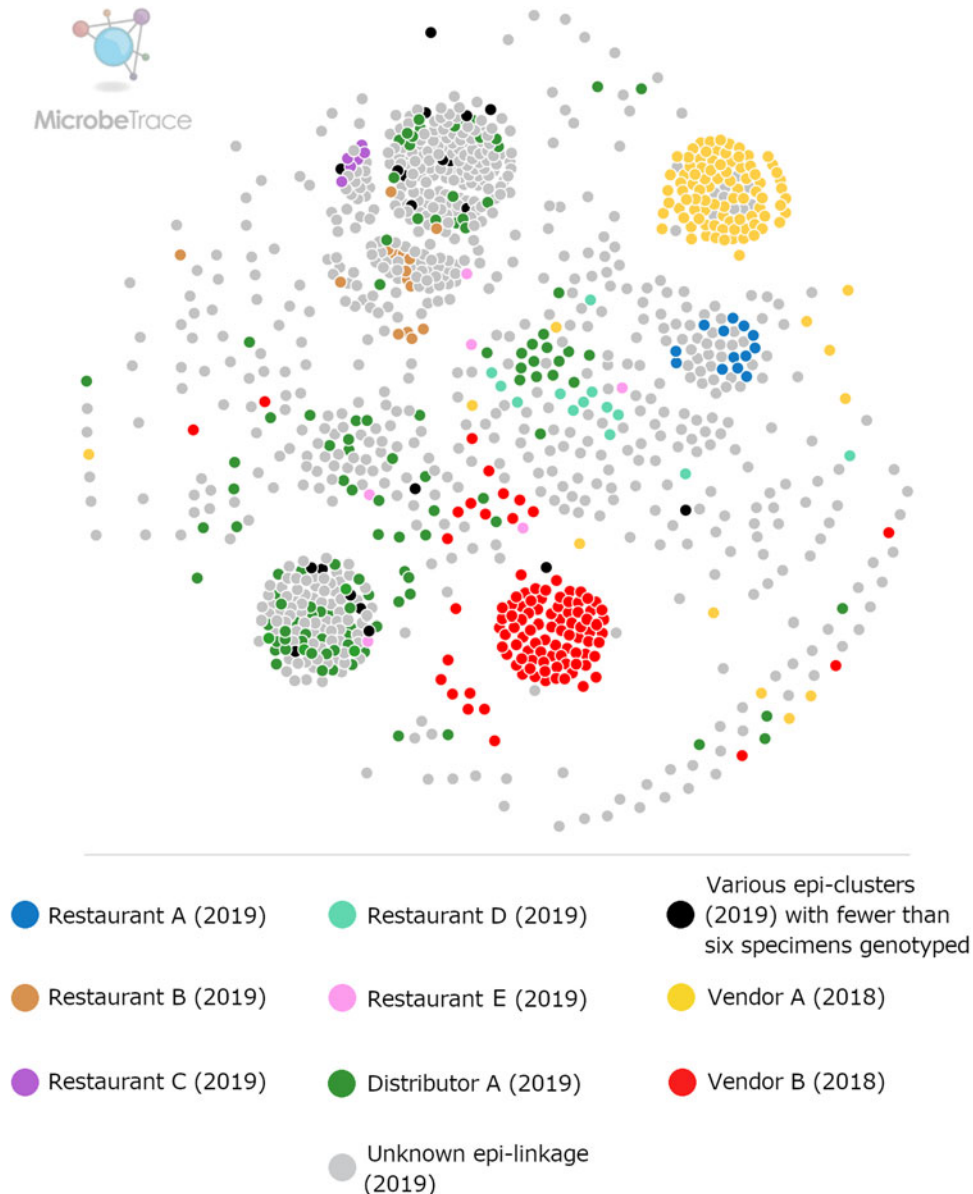 MicrobeTrace
Restaurant A (2019)
Restaurant D (2019)
Various epi-clusters
(2019) with fewer than
six specimens genotyped
Restaurant B (2019)
Restaurant E (2019)
Vendor A (2018)
Restaurant C (2019)
Distributor A (2019)
Vendor B (2018)
Unknown epi-linkage
(2019)